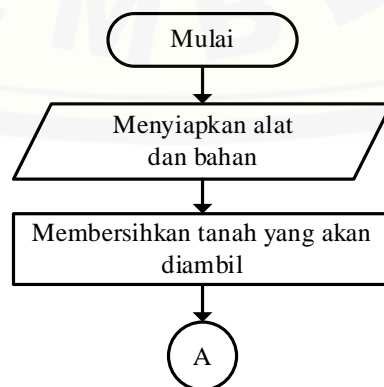 Mulai
Menyiapkan alat
dan bahan
Membersihkan tanah yang akan
diambil
A